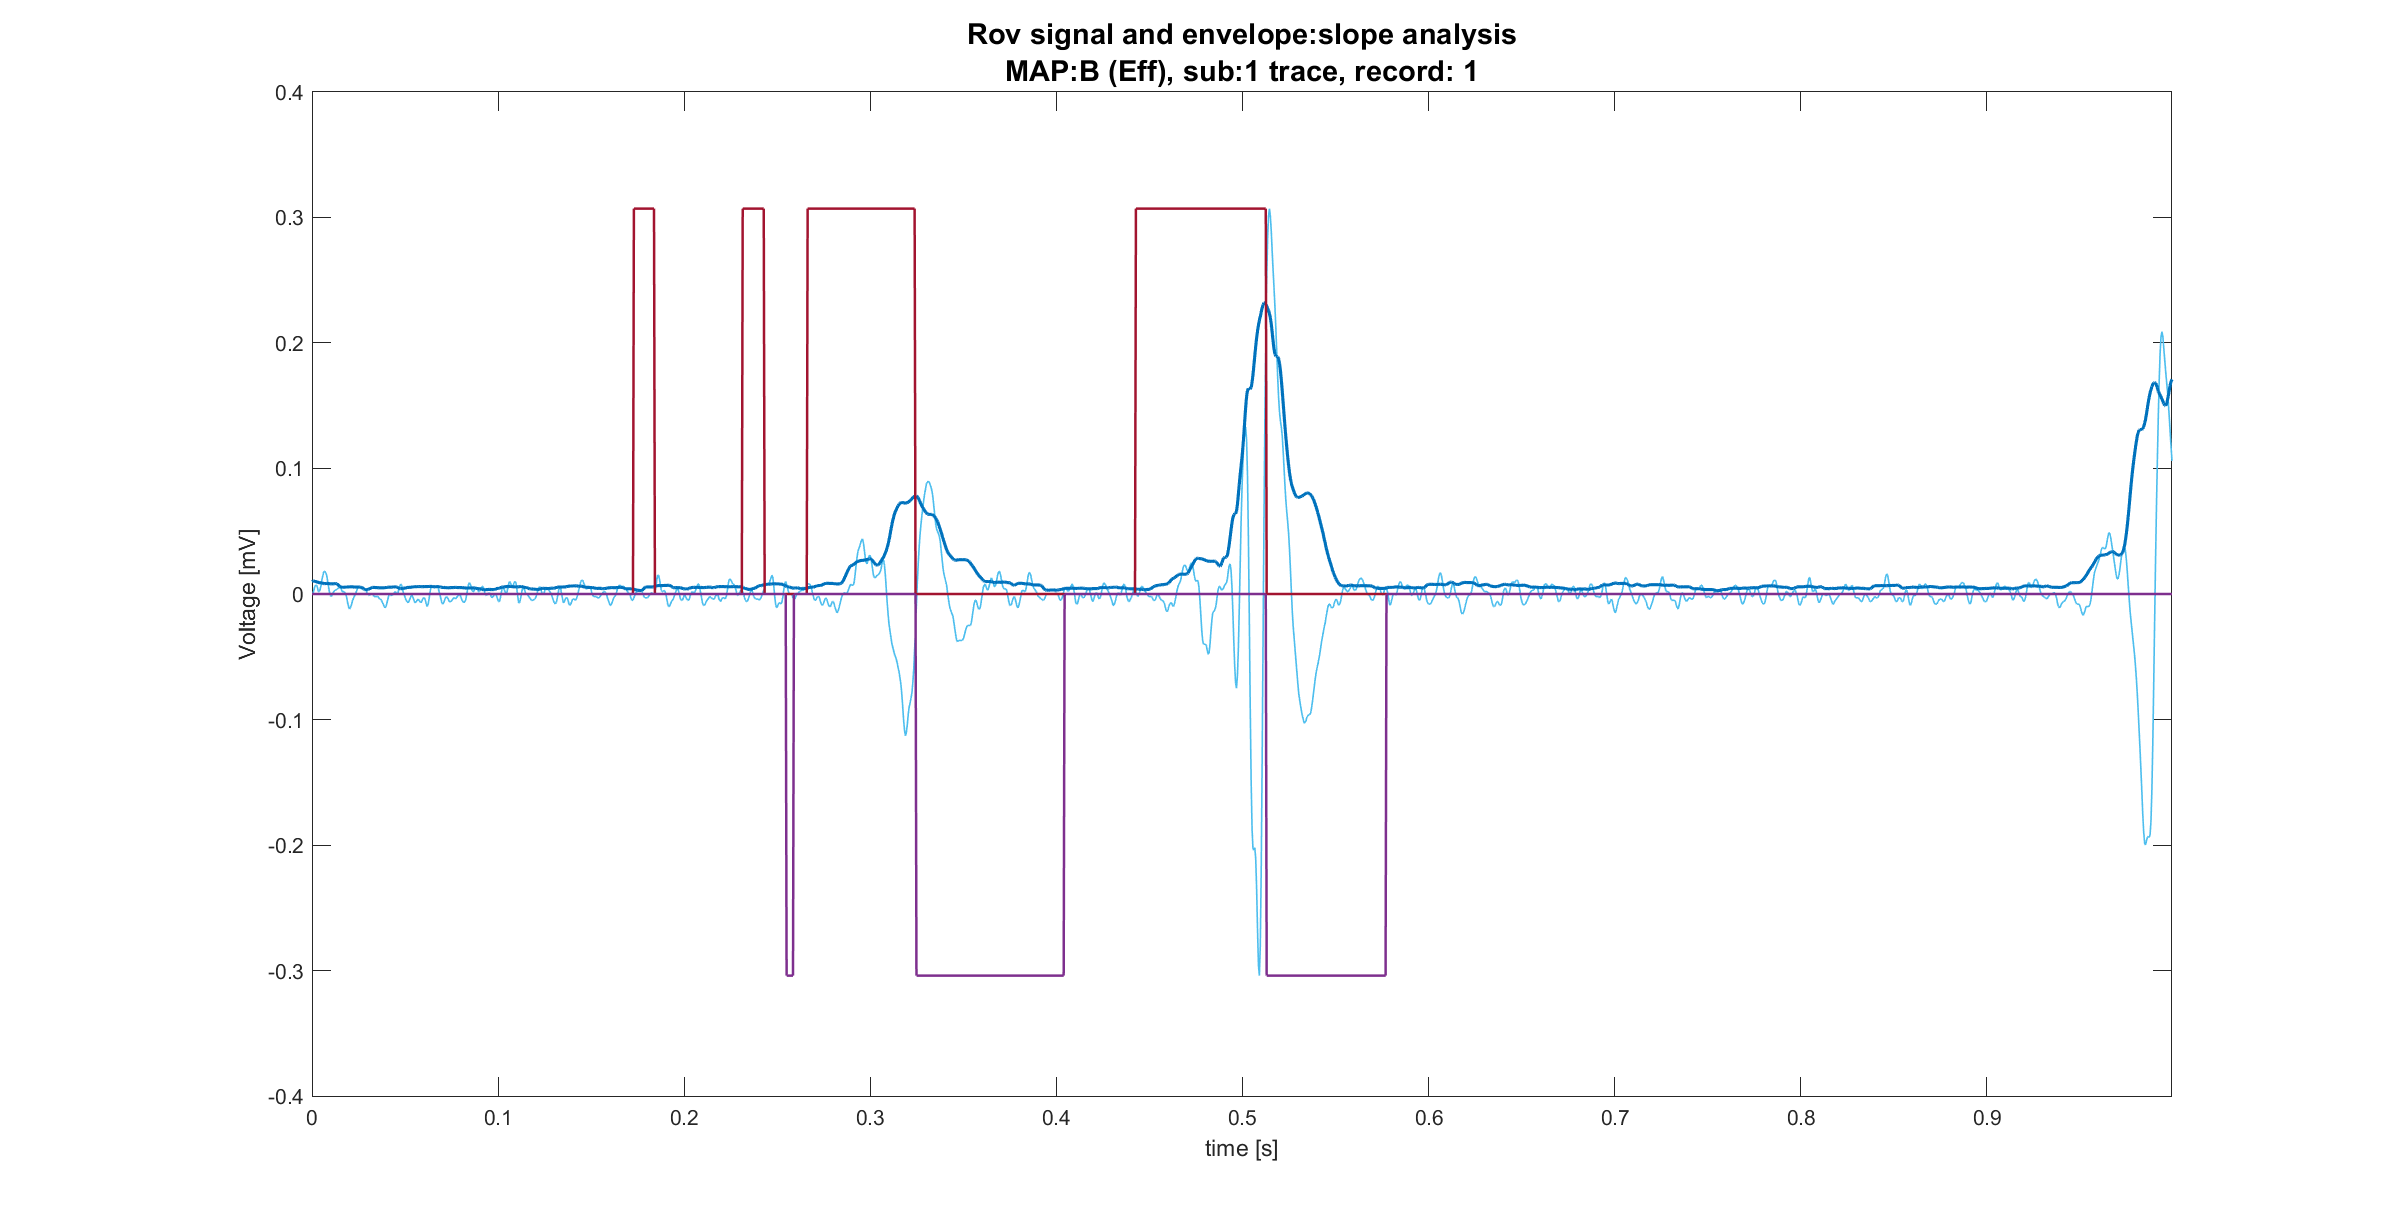 Rov signal and envelope:slope analysis
MAP:B (Eff), sub:1 trace, record: 1
0.4
0.3
0.2
0.1
0
-0.1
-0.2
-0.3
-0.4
Voltage [mV]
0 0.1 0.2 0.3 0.4 0.5 0.6 0.7 0.8 0.9
time [s]